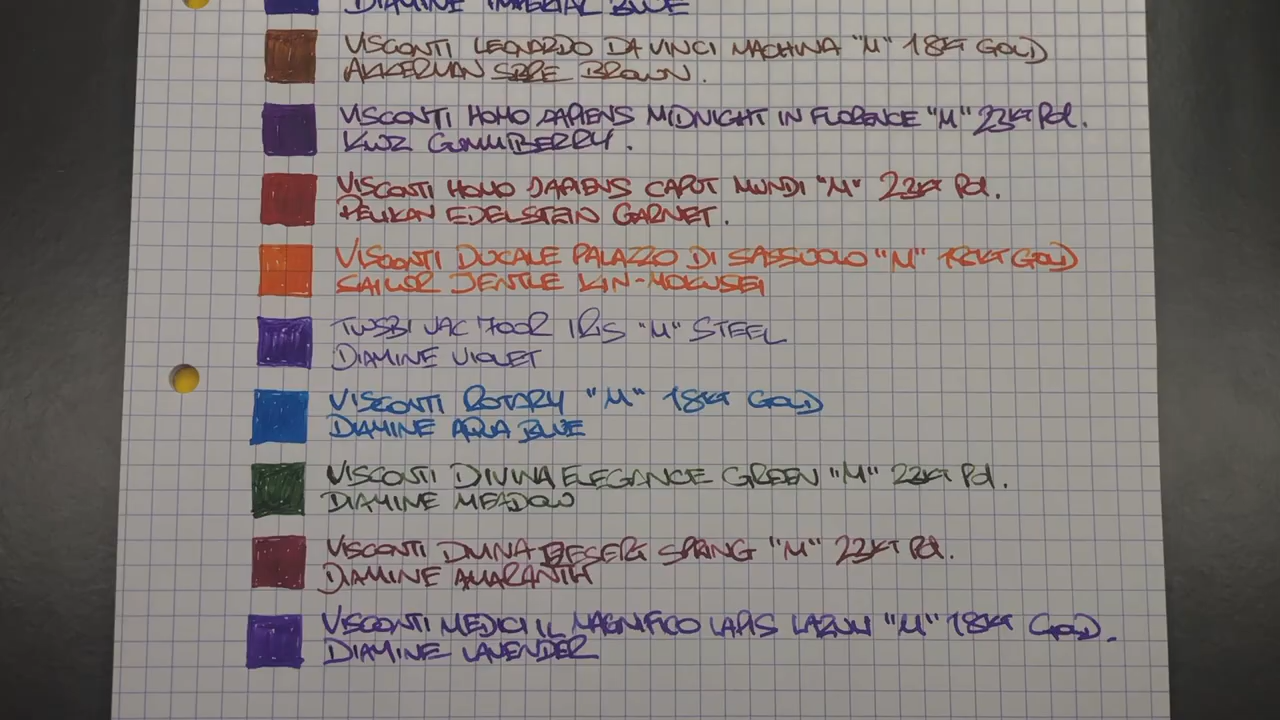 DIAMINE IMPERIAL BLUE
VISCONTI LEONARDO DA VINCI MACHINA "M" 18KT GOLD
AKKERMAN SBRE BROWN.
VISCONTI HOMO SAPIENS MIDNIGHT IN FLORENCE "M" 23KT Pd.
KWZ GUMMIBERRY.
VISCONTI HOMO SAPIENS CAPUT MUNDI "M" 23KT Pd.
PELIKAN EDELSTEIN GARNET.
VISCONTI DUCALE PALAZZO DI SASSUOLO "M" 18KT GOLD
SAILOR JENTLE KIN-MOKUSEI
TWSBI VAC 700R IRIS "M" STEEL
DIAMINE VIOLET
VISCONTI ROTARY "M" 18KT GOLD
DIAMINE AQUA BLUE
VISCONTI DIVINA ELEGANCE GREEN "M" 23KT Pd.
DIAMINE MEADOW
VISCONTI DIVINA DESERT SPRING "M" 23KT Pd.
DIAMINE AMARANTH
VISCONTI MEDICI IL MAGNIFICO LAPIS LAZULI "M" 18KT GOLD.
DIAMINE LAVENDER